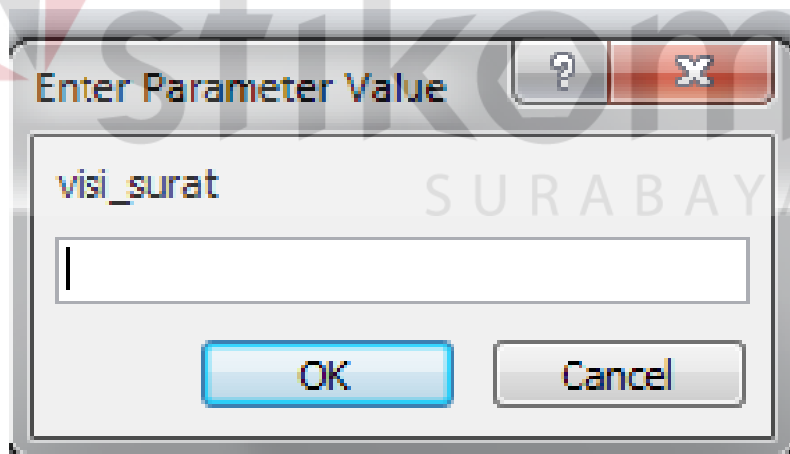 stikom
SURABAYA
Enter Parameter Value
visi_surat
OK
Cancel